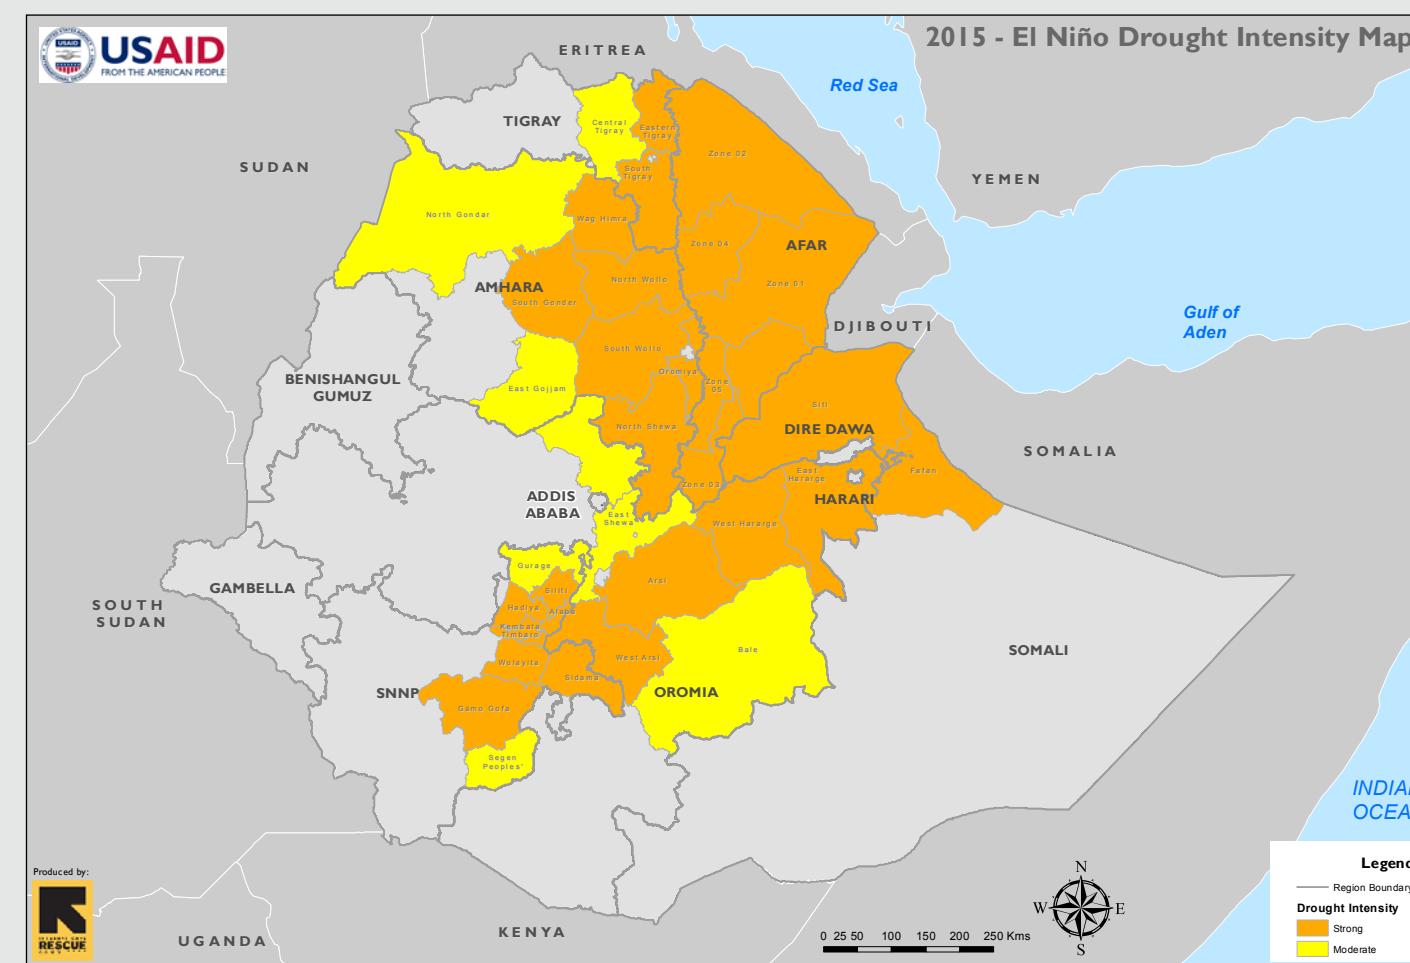 USAID
FROM THE AMERICAN PEOPLE
2015 - El Niño Drought Intensity Map
ERITREA
Red Sea
SUDAN
YEMEN
TIGRAY
Central
Tigray
Eastern
Tigray
South
Tigray
Zone 02
North Gondar
Wag Himra
Zone 04
AFAR
Zone 01
North Wollo
AMHARA
South Gonder
Gulf of
Aden
DJIBOUTI
South Wollo
Oromiya
Zone
05
BENISHANGUL
GUMUZ
East Gojjam
Siti
North Shewa
DIRE DAWA
SOMALIA
East
Hararge
Fafan
Zone 03
HARARI
ADDIS
ABABA
East
Shewa
West Hararge
Gurage
GAMBELLA
Arsi
Siliti
Hadiya
Alaba
Kembata
Timbaro
SOUTH
SUDAN
Bale
SOMALI
West Arsi
Wolayita
Sidama
SNNP
OROMIA
Gamo Gofa
Segen
Peoples'
INDIA
OCEA
Produced by:
RESCUE
UGANDA
KENYA
N
W
E
S
0 25 50 100 150 200 250 Kms
Legend
Region Boundary
Drought Intensity
Strong
Moderate